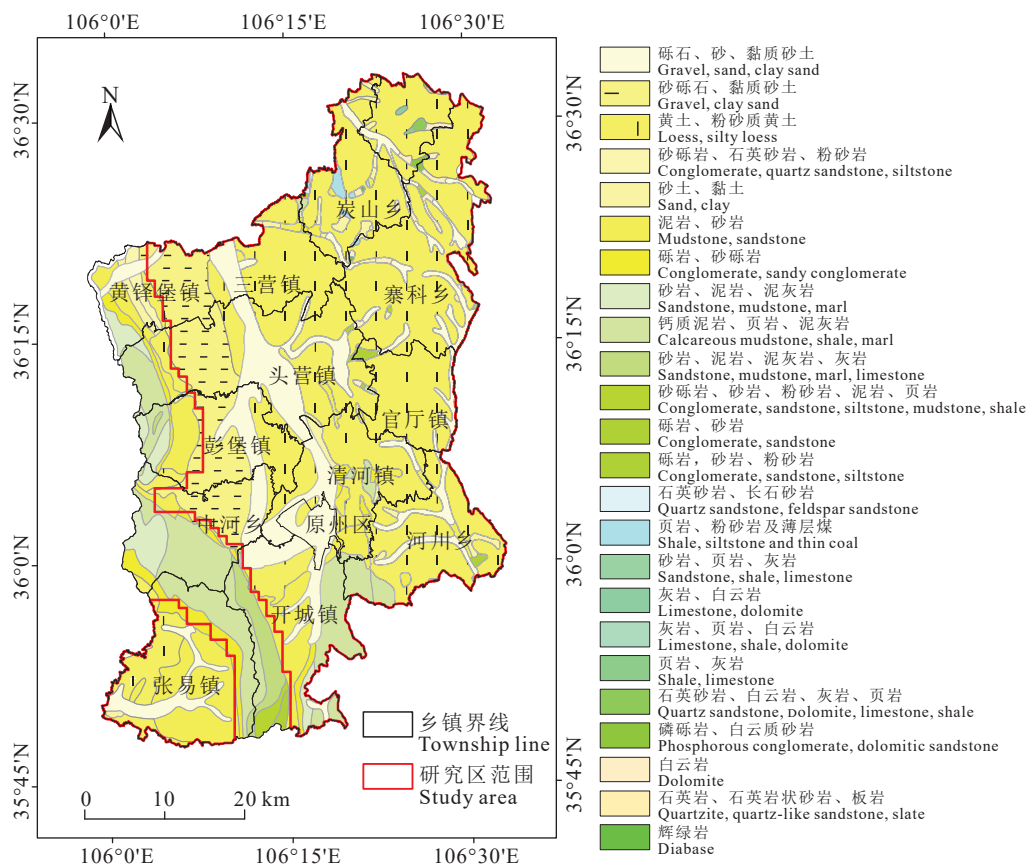 106°0'E
106°15'E
106°30'E
36°30'N
36°15'N
36°0'N
35°45'N
36°30'N
36°15'N
36°0'N
35°45'N
106°0'E
106°15'E
106°30'E
N
炭山乡
黄铎堡镇
三营镇
寨科乡
头营镇
官厅镇
彭堡镇
清河镇
中河乡
原州区
河川乡
开城镇
张易镇
乡镇界线
Township line
研究区范围
Study area
0 10 20 km
砾石、砂、黏质砂土
Gravel, sand, clay sand
砂砾石、黏质砂土
Gravel, clay sand
黄土、粉砂质黄土
Loess, silty loess
砂砾岩、石英砂岩、粉砂岩
Conglomerate, quartz sandstone, siltstone
砂土、黏土
Sand, clay
泥岩、砂岩
Mudstone, sandstone
砾岩、砂砾岩
Conglomerate, sandy conglomerate
砂岩、泥岩、泥灰岩
Sandstone, mudstone, marl
钙质泥岩、页岩、泥灰岩
Calcareous mudstone, shale, marl
砂岩、泥岩、泥灰岩、灰岩
Sandstone, mudstone, marl, limestone
砂砾岩、砂岩、粉砂岩、泥岩、页岩
Conglomerate, sandstone, siltstone, mudstone, shale
砾岩、砂岩
Conglomerate, sandstone
砾岩，砂岩、粉砂岩
Conglomerate, sandstone, siltstone
石英砂岩、长石砂岩
Quartz sandstone, feldspar sandstone
页岩、粉砂岩及薄层煤
Shale, siltstone and thin coal
砂岩、页岩、灰岩
Sandstone, shale, limestone
灰岩、白云岩
Limestone, dolomite
灰岩、页岩、白云岩
Limestone, shale, dolomite
页岩、灰岩
Shale, limestone
石英砂岩、白云岩、灰岩、页岩
Quartz sandstone, Dolomite, limestone, shale
磷砾岩、白云质砂岩
Phosphorous conglomerate, dolomitic sandstone
白云岩
Dolomite
石英岩、石英岩状砂岩、板岩
Quartzite, quartz-like sandstone, slate
辉绿岩
Diabase